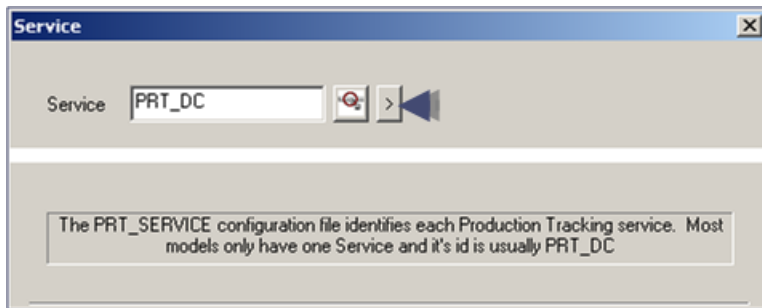 Service
Service PRT_DC >
The PRT_SERVICE configuration file identifies each Production Tracking service. Most
models only have one Service and it's id is usually PRT_DC